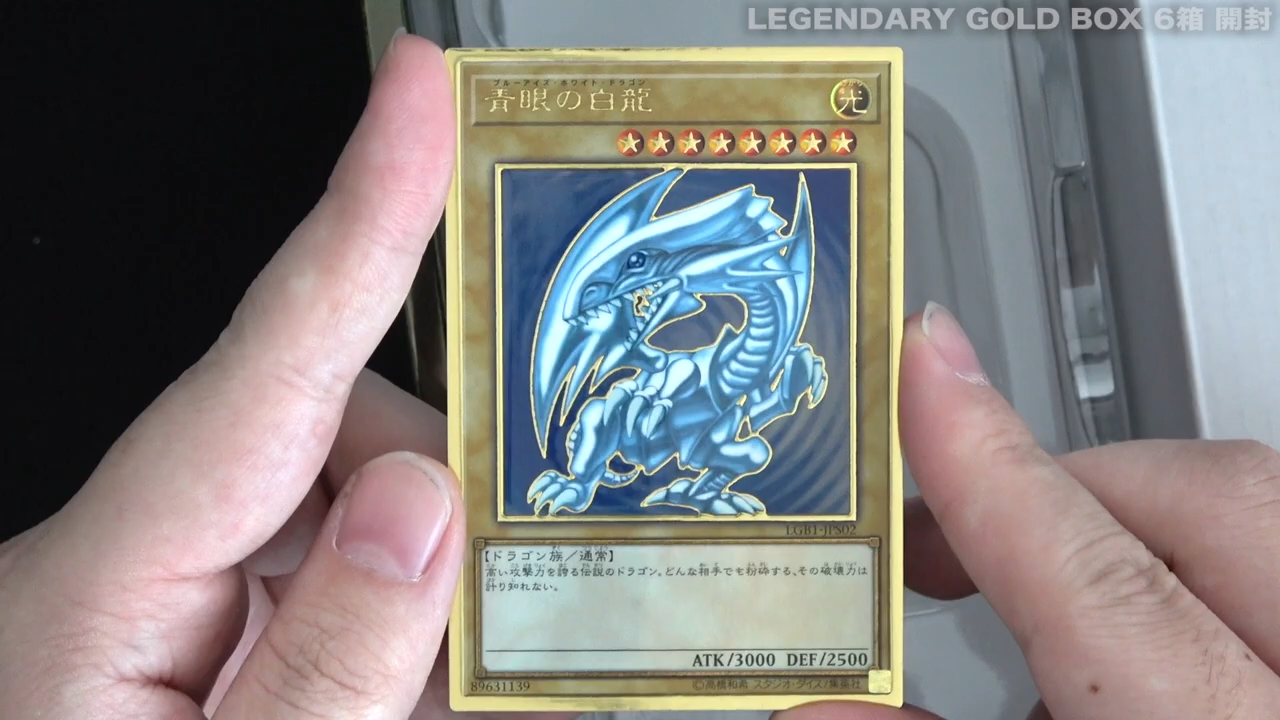 LEGENDARY GOLD BOX 6箱 開封
ブルーアイズ・ホワイト・ドラゴン
青眼の白龍
光
LGB1-JPS02
【ドラゴン族/通常】
高い攻撃力を誇る伝説のドラゴン。どんな相手でも粉砕する、その破壊力は
計り知れない。
ATK/3000 DEF/2500
89631139
©高橋和希 スタジオ・ダイス/集英社